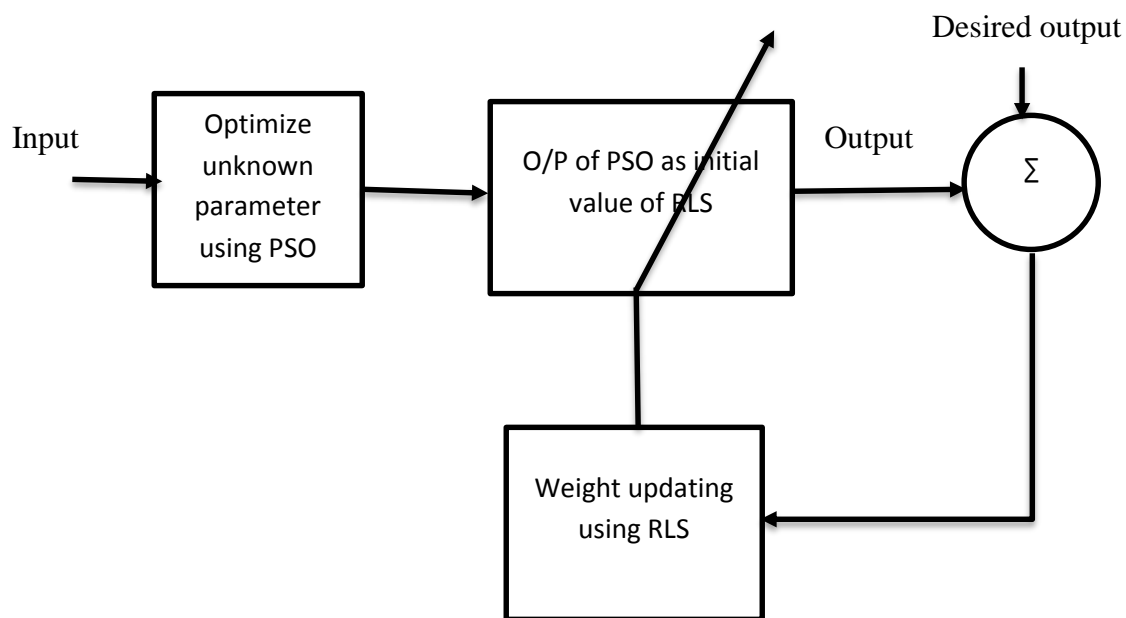 Desired output
Input
Optimize
unknown
parameter
using PSO
O/P of PSO as initial
value of RLS
Output
Σ
Weight updating
using RLS